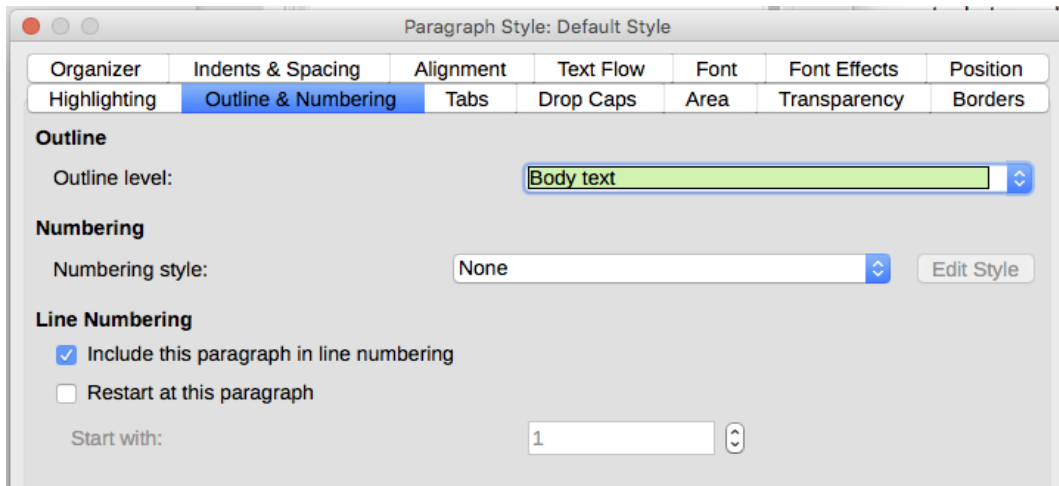 Paragraph Style: Default Style
Organizer Indents & Spacing Alignment Text Flow Font Font Effects Position
Highlighting Outline & Numbering Tabs Drop Caps Area Transparency Borders
Outline
Outline level: Body text
Numbering
Numbering style: None Edit Style
Line Numbering
Include this paragraph in line numbering
Restart at this paragraph
Start with: 1